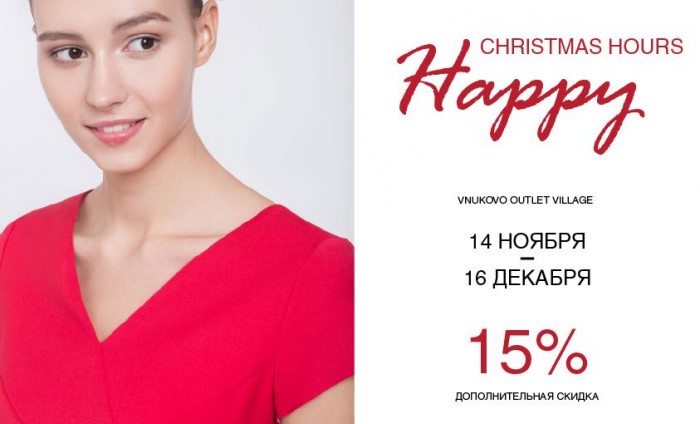 CHRISTMAS HOURS
Happy
VNUKOVO OUTLET VILLAGE
14 НОЯБРЯ
–
16 ДЕКАБРЯ
15%
ДОПОЛНИТЕЛЬНАЯ СКИДКА